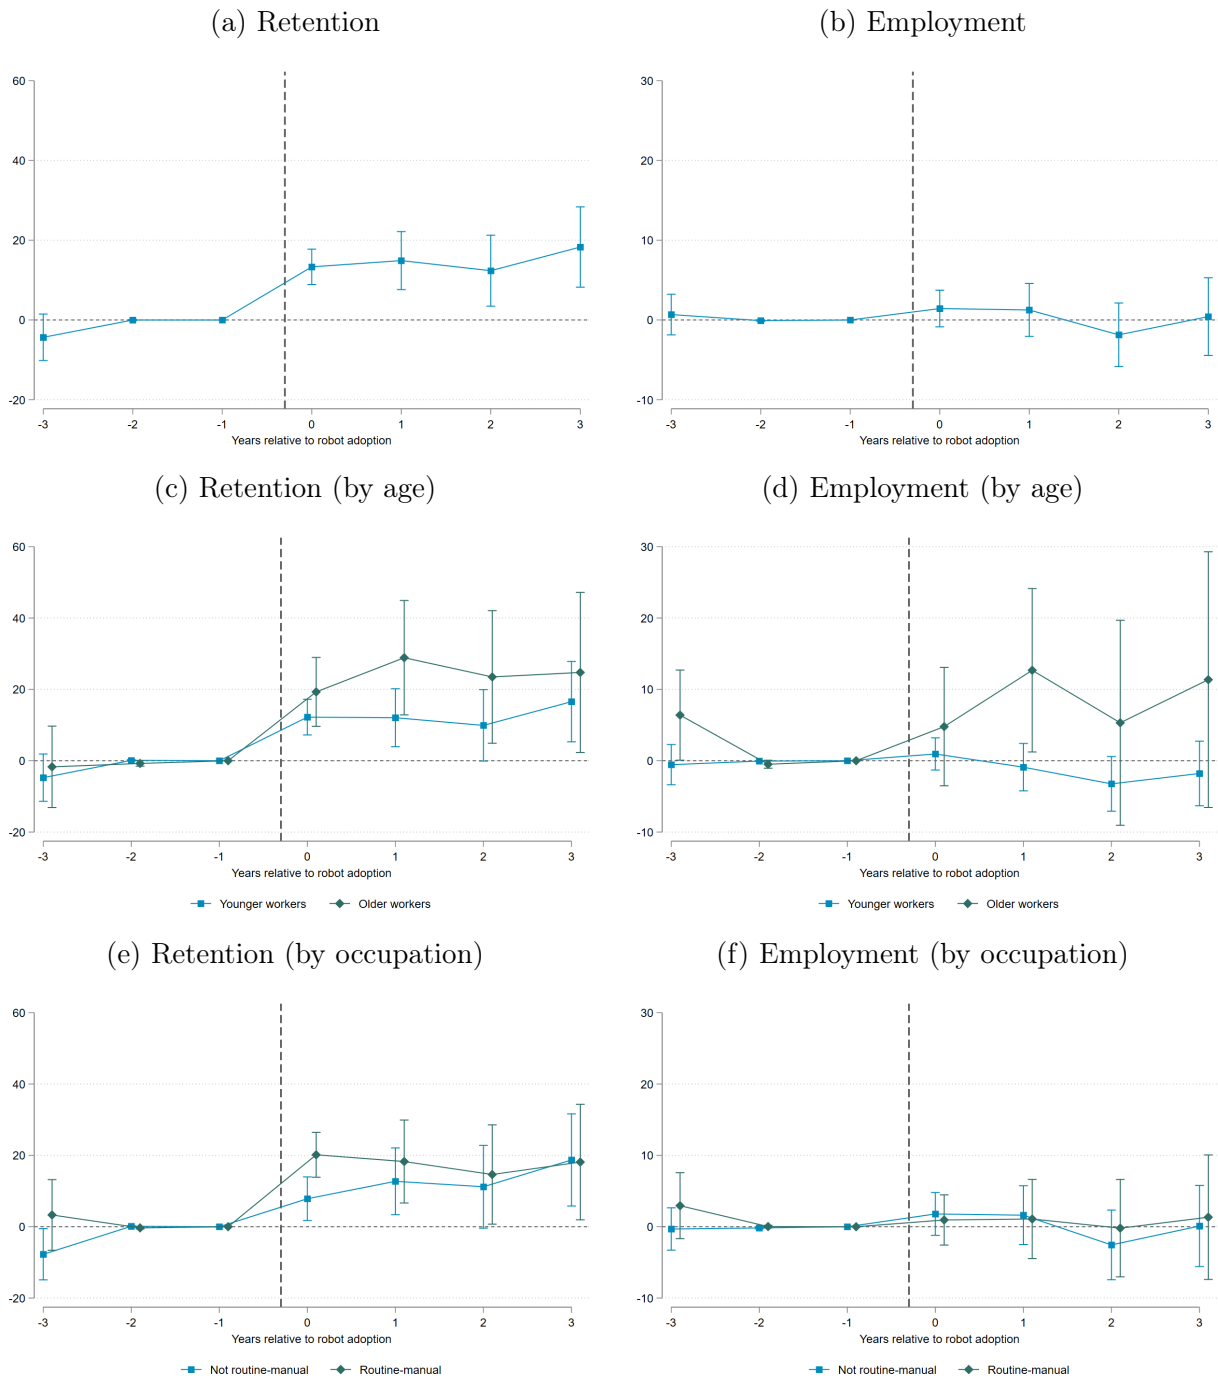 (a) Retention
60
40
20
0
-20
-3 -2 -1 0 1 2 3
Years relative to robot adoption
(b) Employment
30
20
10
0
-10
-3 -2 -1 0 1 2 3
Years relative to robot adoption
(c) Retention (by age)
60
40
20
0
-20
-3 -2 -1 0 1 2 3
Years relative to robot adoption
Younger workers Older workers
(d) Employment (by age)
30
20
10
0
-10
-3 -2 -1 0 1 2 3
Years relative to robot adoption
Younger workers Older workers
(e) Retention (by occupation)
60
40
20
0
-20
-3 -2 -1 0 1 2 3
Years relative to robot adoption
Not routine-manual Routine-manual
(f) Employment (by occupation)
30
20
10
0
-10
-3 -2 -1 0 1 2 3
Years relative to robot adoption
Not routine-manual Routine-manual